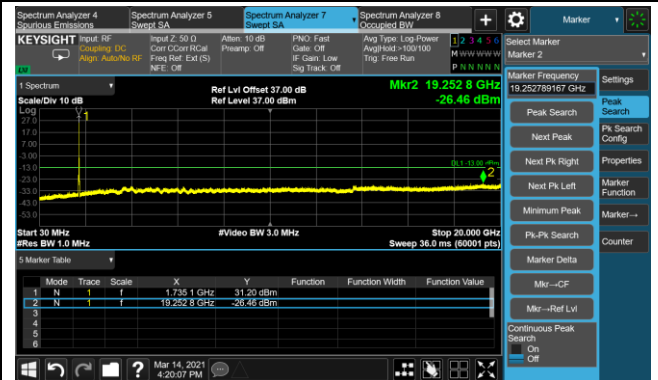 Spectrum Analyzer 4
Spurious Emissions
Spectrum Analyzer 5
Swept SA
Spectrum Analyzer 7
Swept SA
Spectrum Analyzer 8
Occupied BW
+
Marker
KEYSIGHT
Input: RF
Coupling: DC
Align: Auto/No RF
Input Z: 50 Ω
Corr CCorr RCal
Freq Ref: Ext (S)
NFE: Off
Atten: 10 dB
Preamp: Off
PNO: Fast
Gate: Off
IF Gain: Low
Sig Track: Off
Avg Type: Log-Power
Avg|Hold:>100/100
Trig: Free Run
1 2 3 4 5 6
M W W W W W
P N N N N N
LXI
Select Marker
Marker 2
1 Spectrum
Scale/Div 10 dB
Log
Ref Lvl Offset 37.00 dB
Ref Level 37.00 dBm
Mkr2 19.252 8 GHz
-26.46 dBm
27.0
17.0
7.00
-3.00
-13.0
-23.0
-33.0
-43.0
-53.0
1
DL1 -13.00 dBm
2
Start 30 MHz
#Res BW 1.0 MHz
#Video BW 3.0 MHz
Stop 20.000 GHz
Sweep 36.0 ms (60001 pts)
5 Marker Table
Mode Trace Scale X Y Function Function Width Function Value
1 N 1 f 1.735 1 GHz 31.20 dBm
2 N 1 f 19.252 8 GHz -26.46 dBm
3
4
5
6
Marker Frequency
19.252789167 GHz
Peak Search
Next Peak
Next Pk Right
Next Pk Left
Minimum Peak
Pk-Pk Search
Marker Delta
Mkr→CF
Mkr→Ref Lvl
Continuous Peak
Search
On
Off
Settings
Peak
Search
Pk Search
Config
Properties
Marker
Function
Marker→
Counter
?
Mar 14, 2021
4:20:07 PM